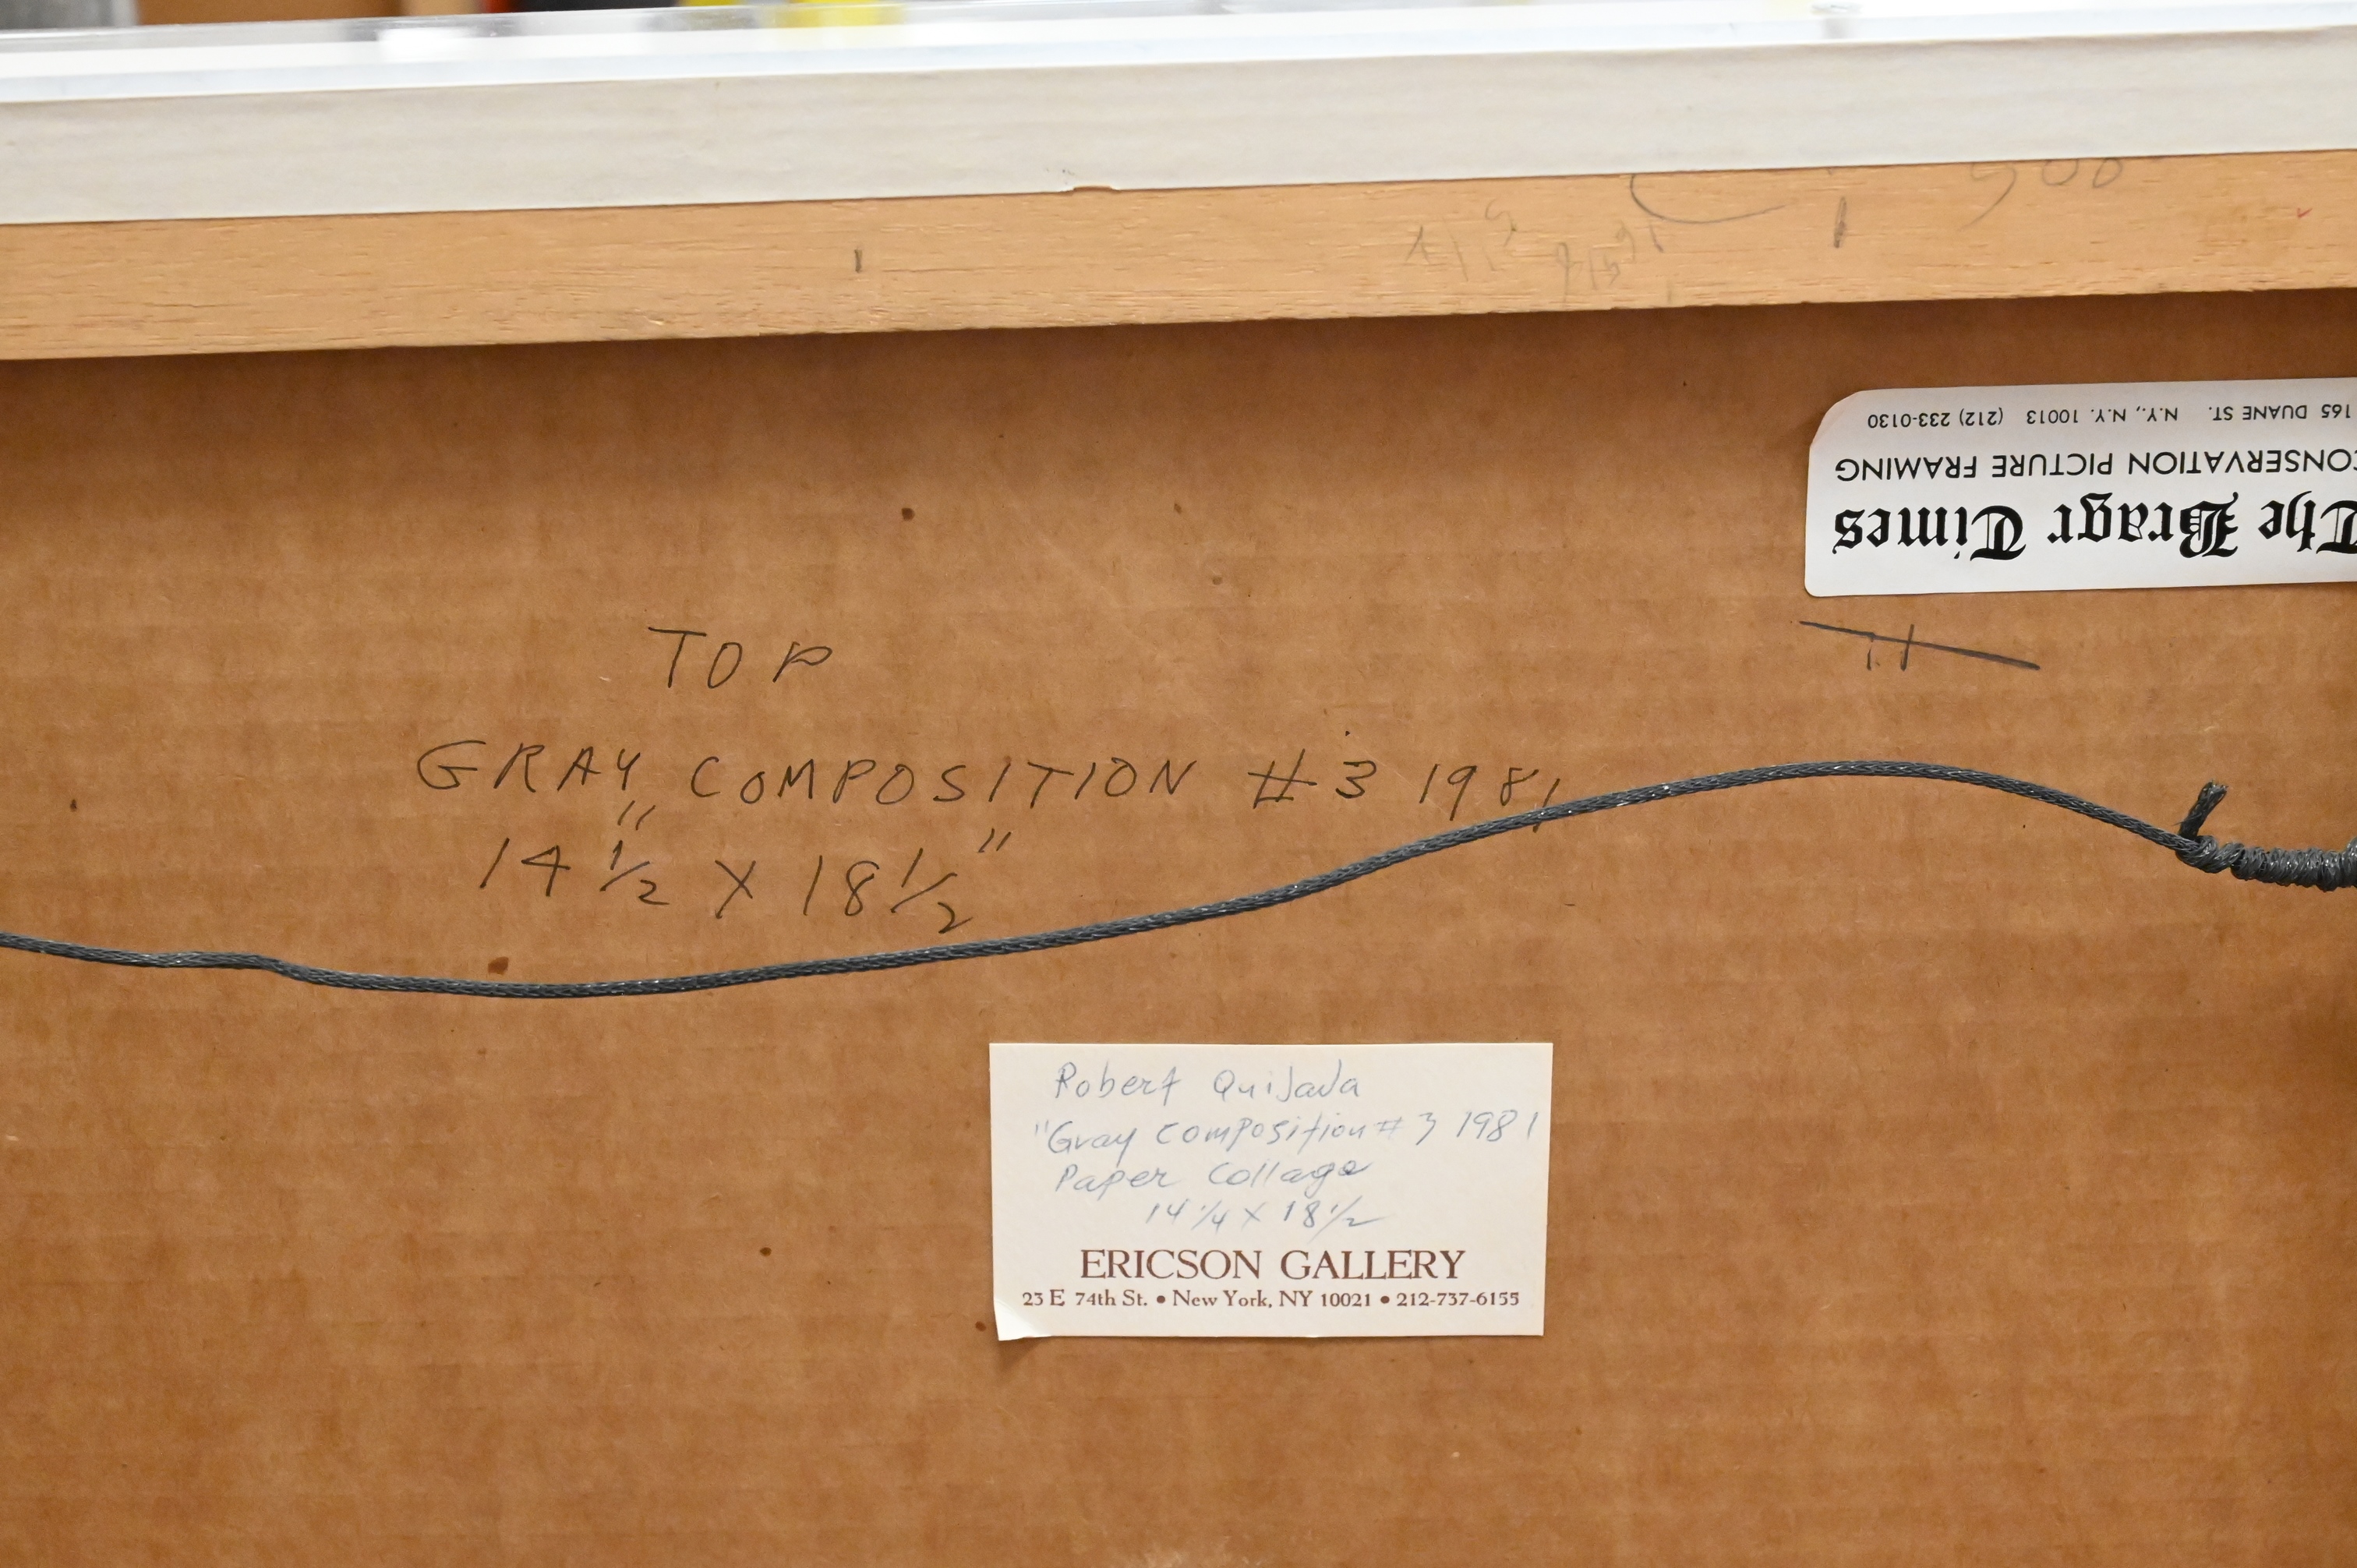 TOP
GRAY COMPOSITION #3 1981
14 1/2" X 18 1/2"
Robert Quijada
"Gray Composition # 3 1981
Paper Collage
14 1/4 X 18 1/2
ERICSON GALLERY
23 E 74th St. • New York, NY 10021 • 212-737-6155
The Bragr Times
CONSERVATION PICTURE FRAMING
165 DUANE ST. N.Y., N.Y. 10013 (212) 233-0130